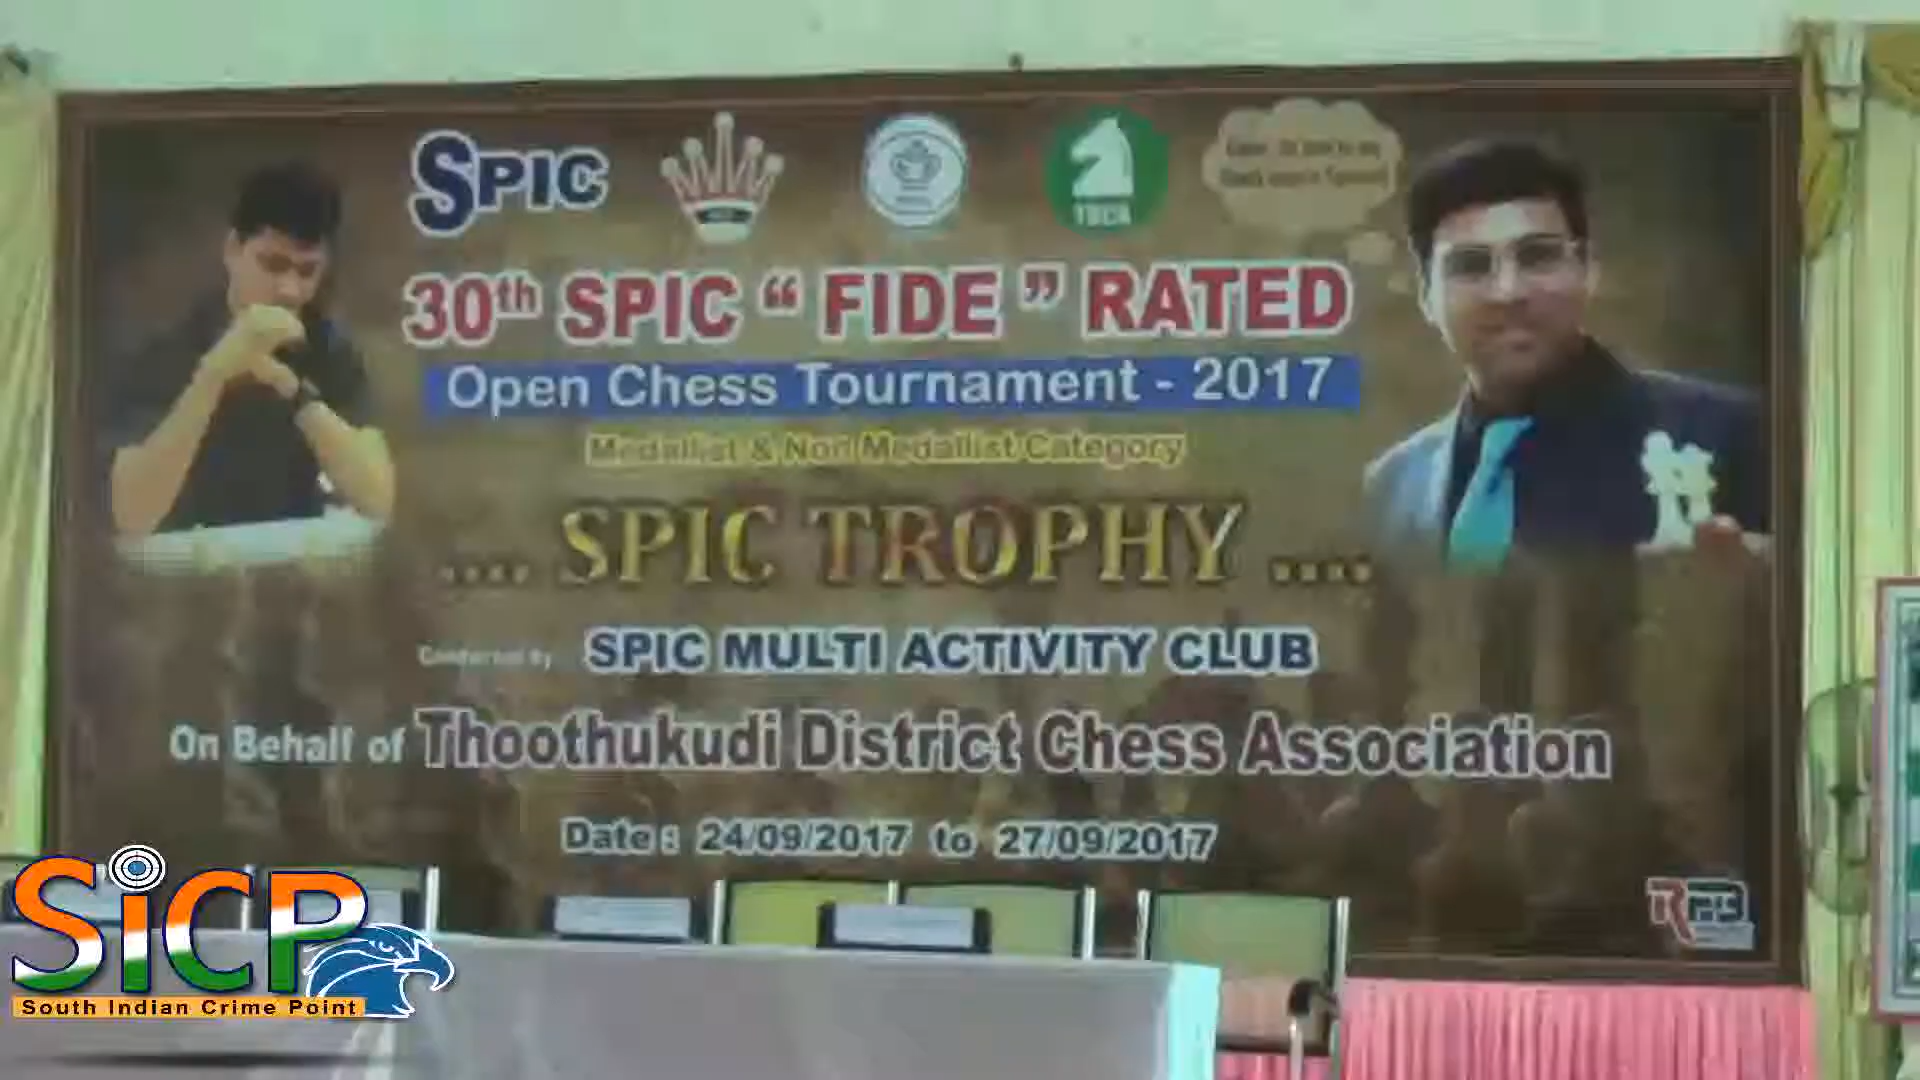 SPIC
30th SPIC “ FIDE ” RATED
Open Chess Tournament - 2017
Medallist & Non Medallist Category
.... SPIC TROPHY ....
Conducted by SPIC MULTI ACTIVITY CLUB
On Behalf of Thoothukudi District Chess Association
Date : 24/09/2017 to 27/09/2017
SiCP
South Indian Crime Point